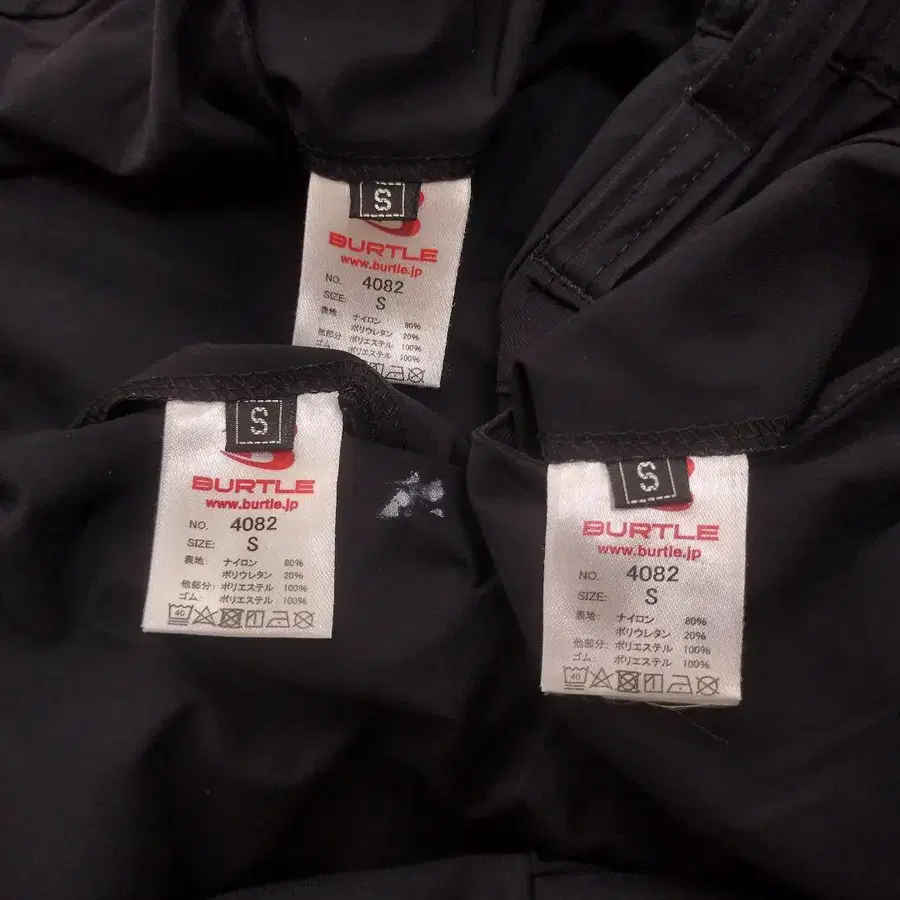 S
BURTLE
www.burtle.jp
NO. 4082
SIZE: S
表地: ナイロン 80%
ポリウレタン 20%
他部分: ポリエステル 100%
ゴム: ポリエステル 100%
S
BURTLE
www.burtle.jp
NO. 4082
SIZE: S
表地: ナイロン 80%
ポリウレタン 20%
他部分: ポリエステル 100%
ゴム: ポリエステル 100%
40
S
BURTLE
www.burtle.jp
NO. 4082
SIZE: S
表地: ナイロン 80%
ポリウレタン 20%
他部分: ポリエステル 100%
ゴム: ポリエステル 100%
40